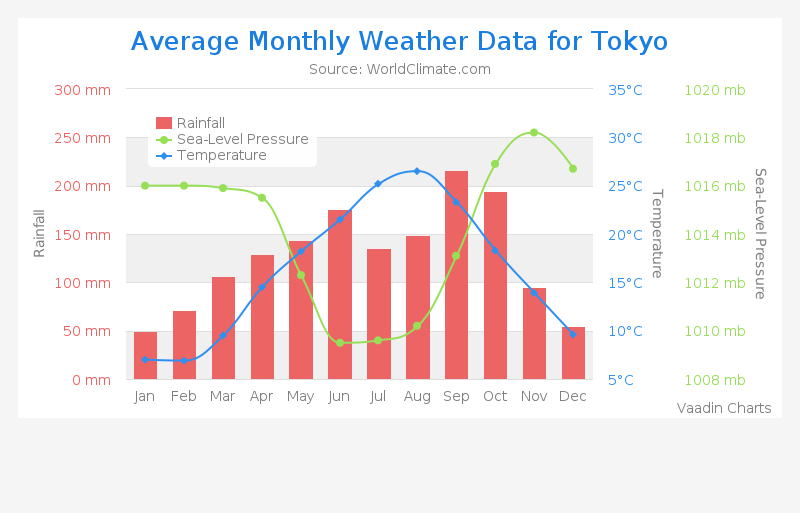 Average Monthly Weather Data for Tokyo
Source: WorldClimate.com
300 mm
250 mm
200 mm
150 mm
100 mm
50 mm
0 mm
Rainfall
Rainfall
Sea-Level Pressure
Temperature
35°C
30°C
25°C
20°C
15°C
10°C
5°C
Temperature
1020 mb
1018 mb
1016 mb
1014 mb
1012 mb
1010 mb
1008 mb
Sea-Level Pressure
Jan Feb Mar Apr May Jun Jul Aug Sep Oct Nov Dec
Vaadin Charts